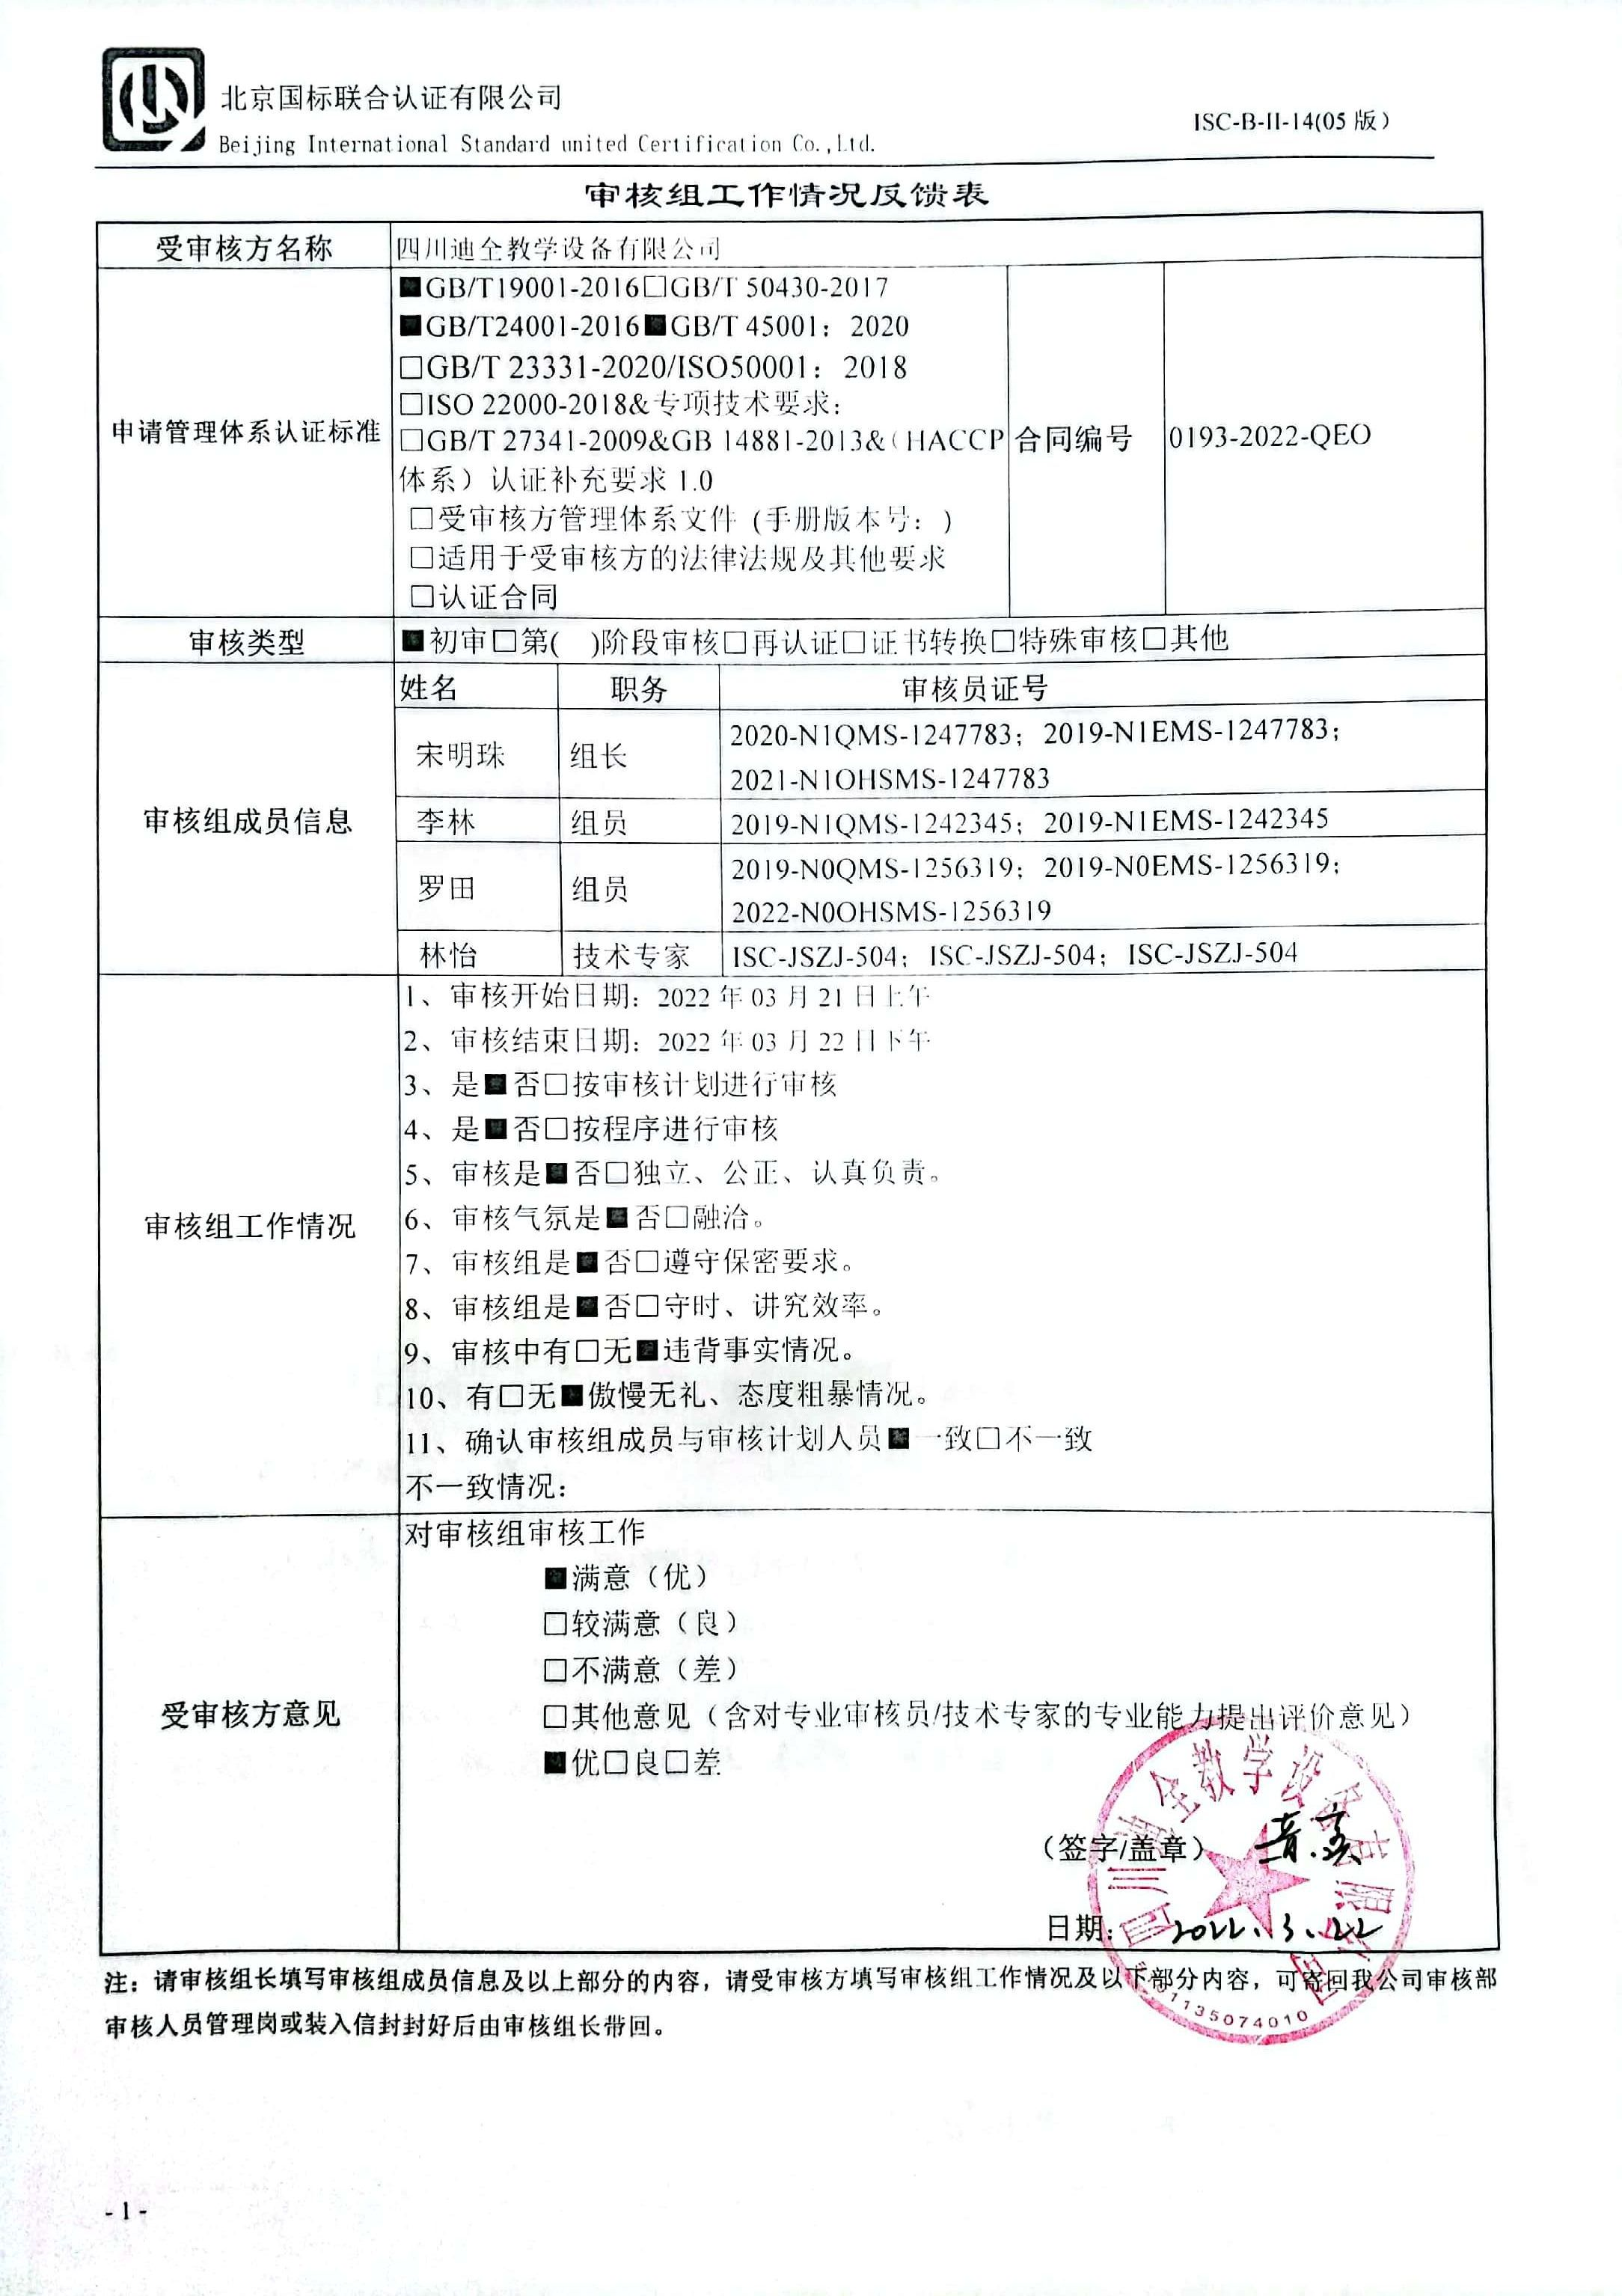 北京国标联合认证有限公司
Beijing International Standard united Certification Co.,Ltd.
ISC-B-II-14(05 版)
审核组工作情况反馈表
受审核方名称 四川迪全教学设备有限公司
申请管理体系认证标准
■GB/T19001-2016□GB/T 50430-2017
■GB/T24001-2016■GB/T 45001：2020
□GB/T 23331-2020/ISO50001：2018
□ISO 22000-2018&专项技术要求：
□GB/T 27341-2009&GB 14881-2013&（HACCP
体系）认证补充要求 1.0
□受审核方管理体系文件（手册版本号：）
□适用于受审核方的法律法规及其他要求
□认证合同
合同编号 0193-2022-QEO
审核类型 ■初审□第( )阶段审核□再认证□证书转换□特殊审核□其他
审核组成员信息
姓名 职务 审核员证号
宋明珠 组长 2020-N1QMS-1247783；2019-N1EMS-1247783；
2021-N1OHSMS-1247783
李林 组员 2019-N1QMS-1242345；2019-N1EMS-1242345
罗田 组员 2019-N0QMS-1256319；2019-N0EMS-1256319；
2022-N0OHSMS-1256319
林怡 技术专家 ISC-JSZJ-504；ISC-JSZJ-504；ISC-JSZJ-504
审核组工作情况
1、审核开始日期：2022 年 03 月 21 日上午
2、审核结束日期：2022 年 03 月 22 日下午
3、是■否□按审核计划进行审核
4、是■否□按程序进行审核
5、审核是■否□独立、公正、认真负责。
6、审核气氛是■否□融洽。
7、审核组是■否□遵守保密要求。
8、审核组是■否□守时、讲究效率。
9、审核中有□无■违背事实情况。
10、有□无■傲慢无礼、态度粗暴情况。
11、确认审核组成员与审核计划人员■一致□不一致
不一致情况：
受审核方意见
对审核组审核工作
■满意（优）
□较满意（良）
□不满意（差）
□其他意见（含对专业审核员/技术专家的专业能力提出评价意见）
■优□良□差
（签字/盖章）
日期：2022.3.22
四川迪全教学设备有限公司
注：请审核组长填写审核组成员信息及以上部分的内容，请受审核方填写审核组工作情况及以下部分内容，可寄回我公司审核部
审核人员管理岗或装入信封封好后由审核组长带回。
- 1 -